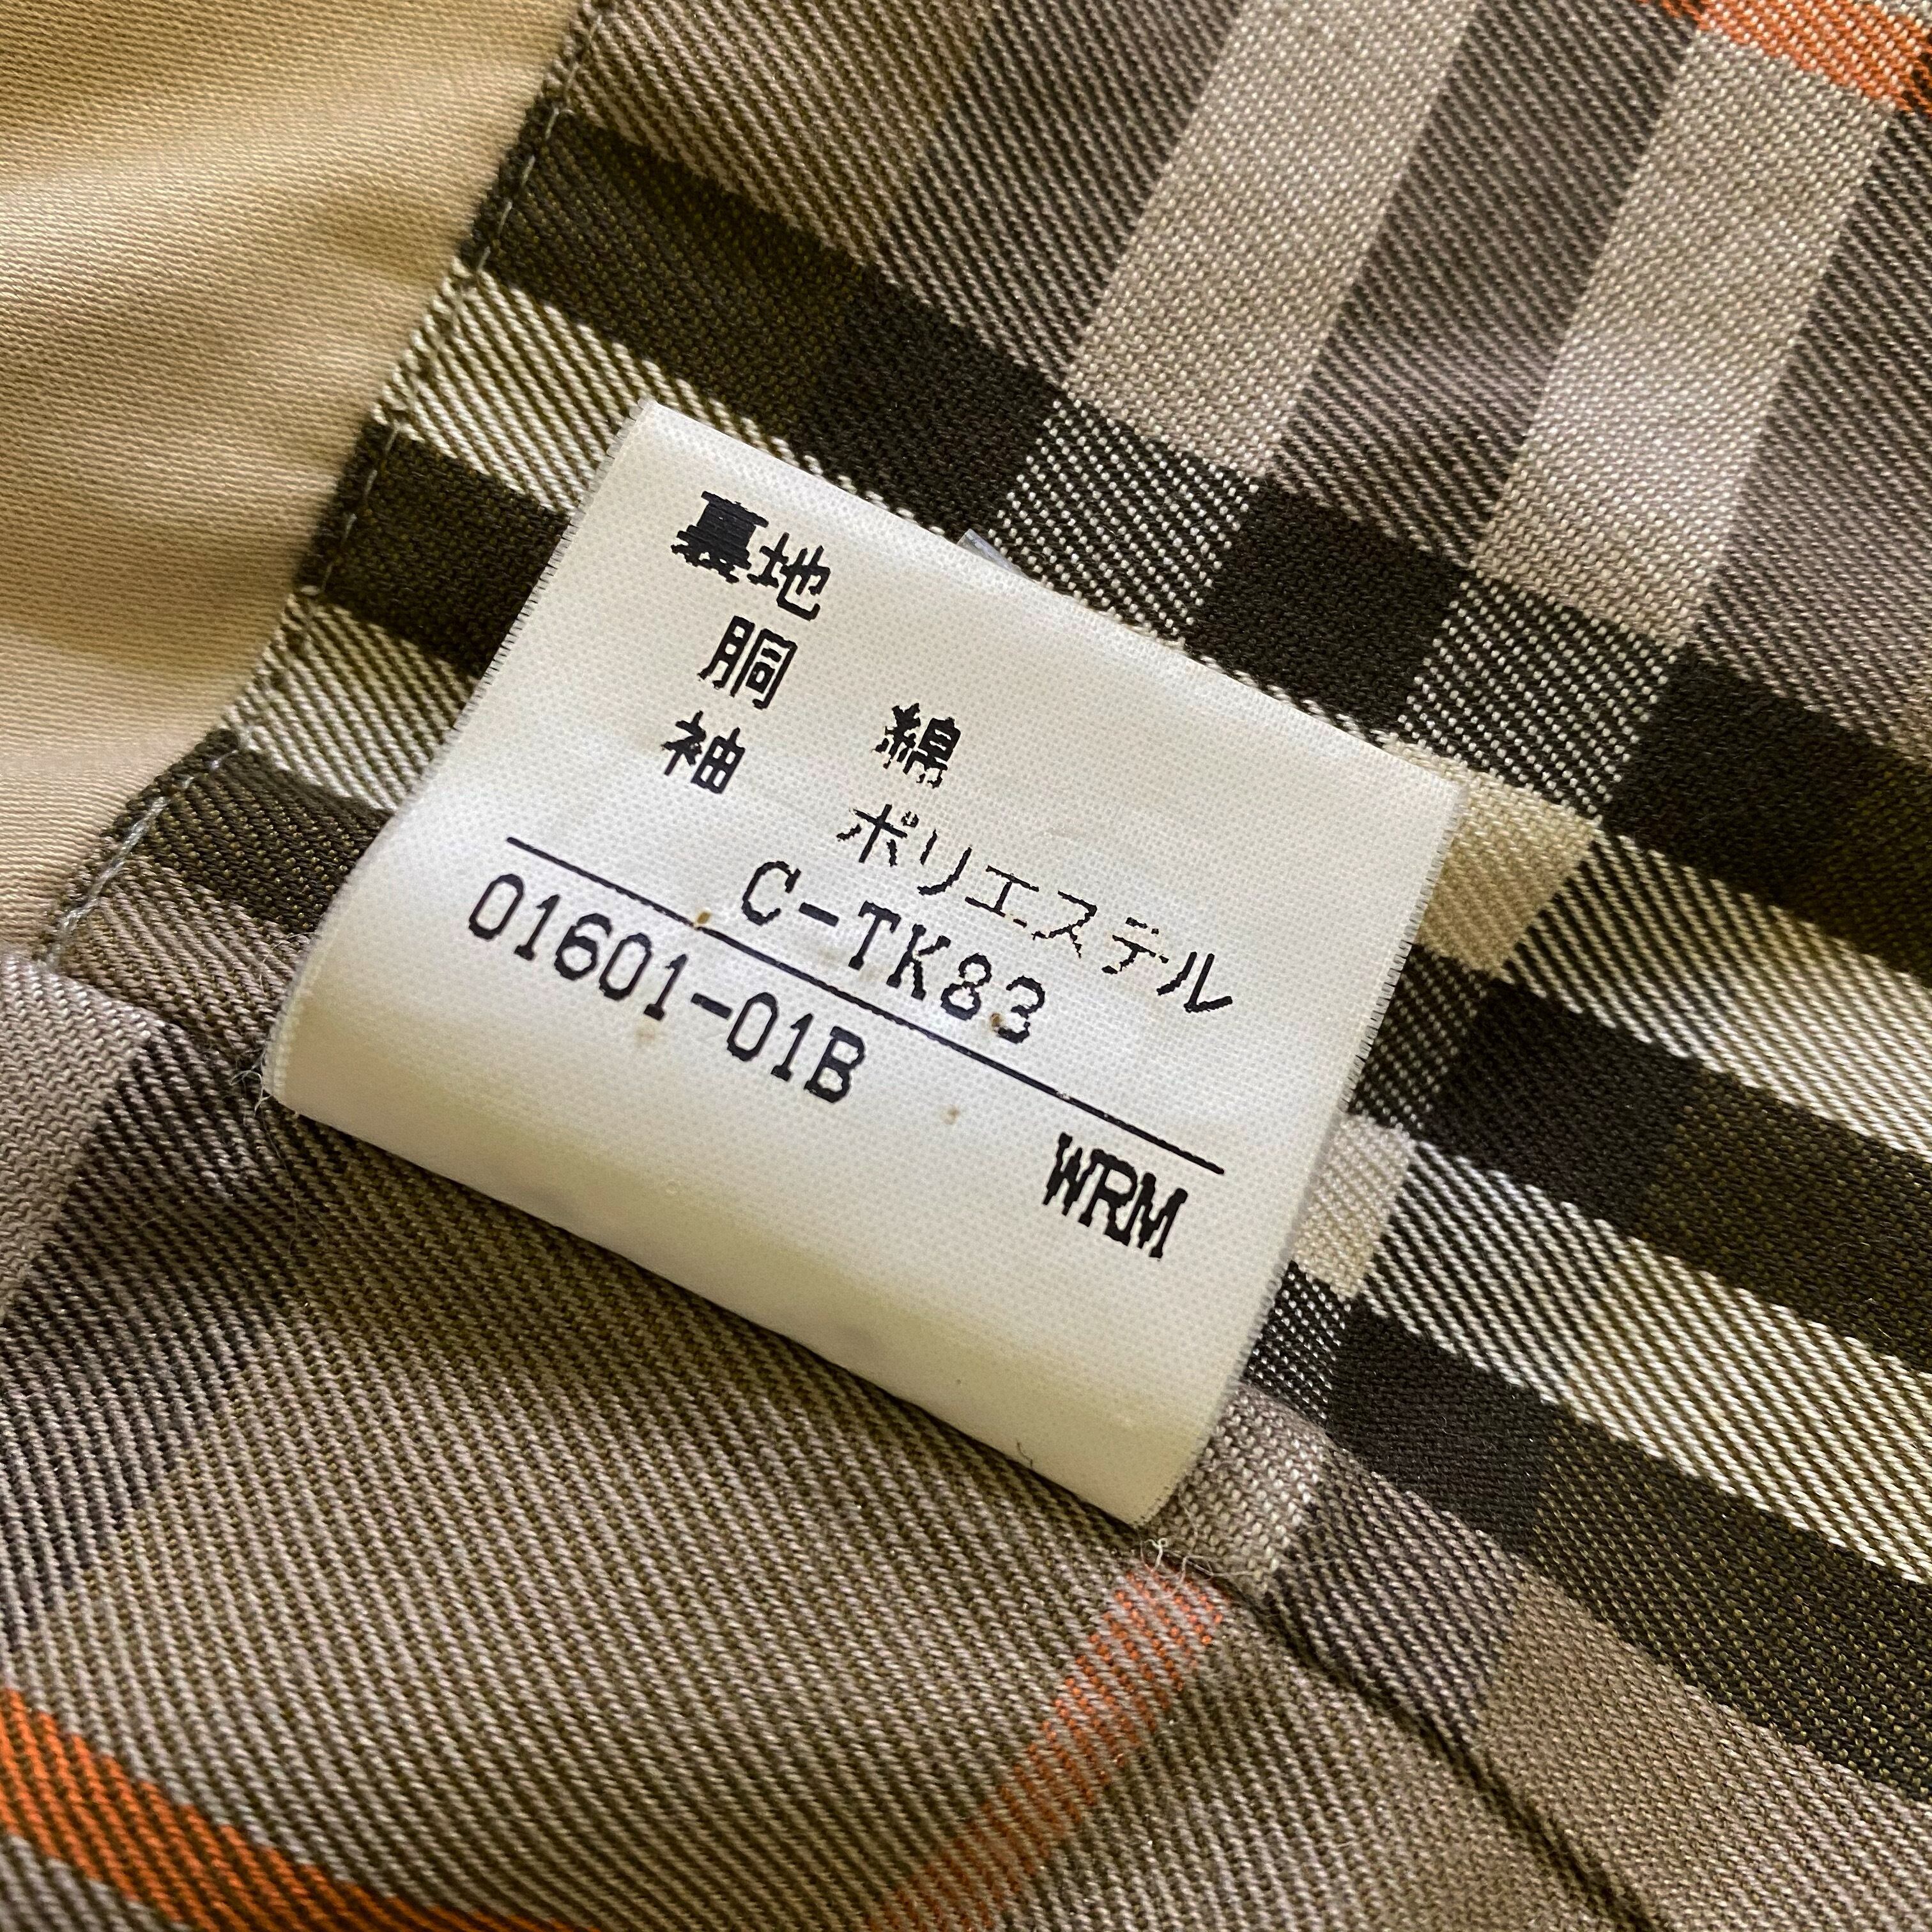 裏地
胴 綿
袖 ポリエステル
C-TK83
01601-01B
WRM